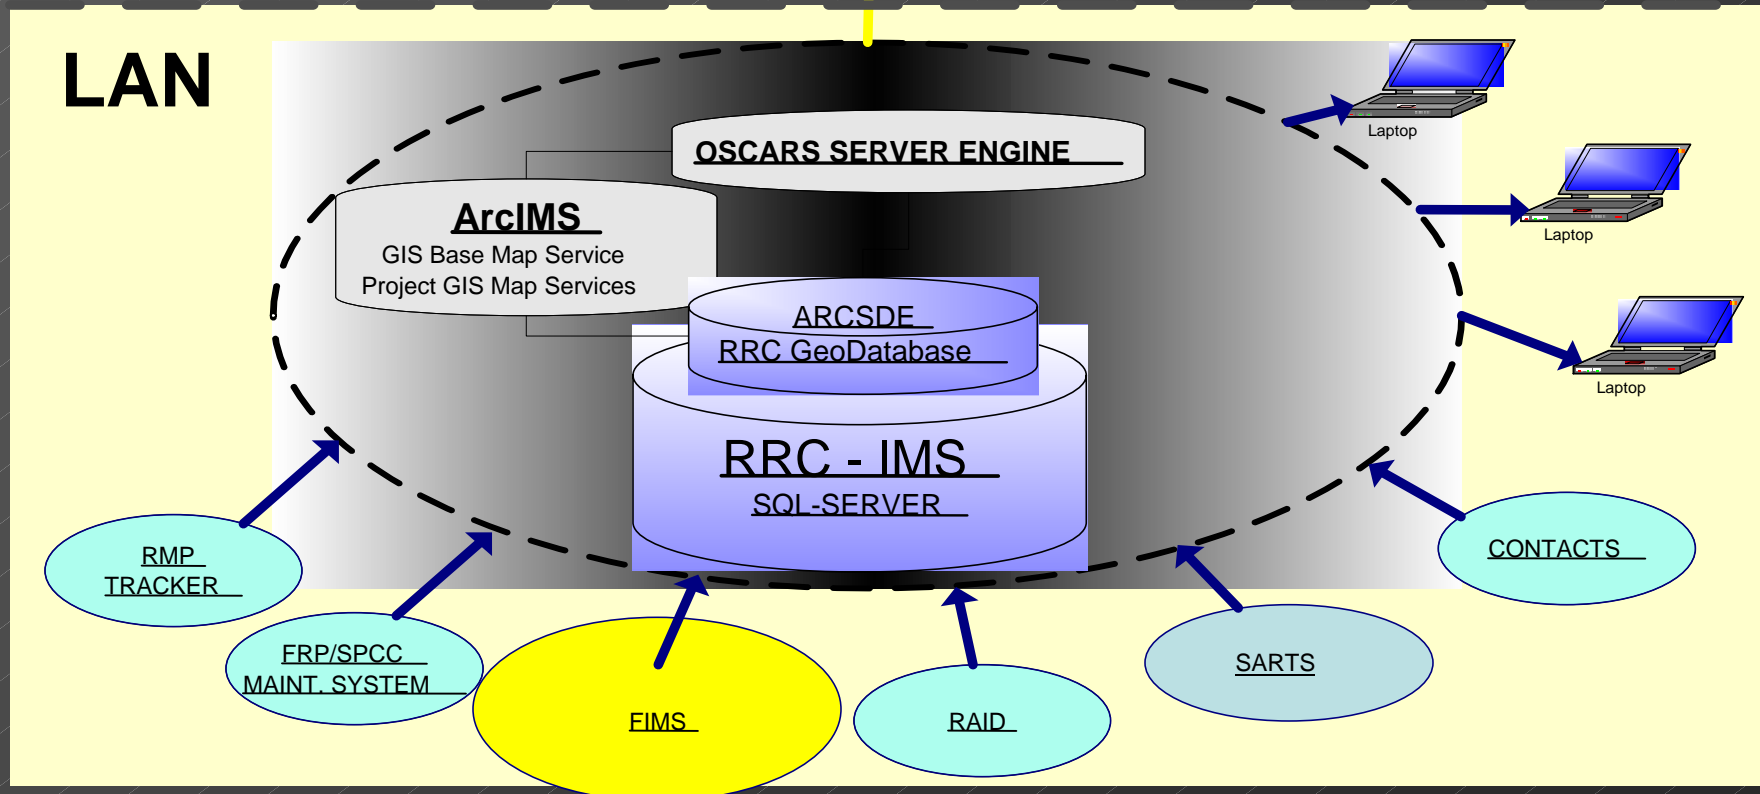 LAN
OSCARS SERVER ENGINE
ArcIMS
GIS Base Map Service
Project GIS Map Services
ARCSDE
RRC GeoDatabase
RRC - IMS
SQL-SERVER
Laptop
Laptop
Laptop
RMP
TRACKER
FRP/SPCC
MAINT. SYSTEM
FIMS
RAID
SARTS
CONTACTS